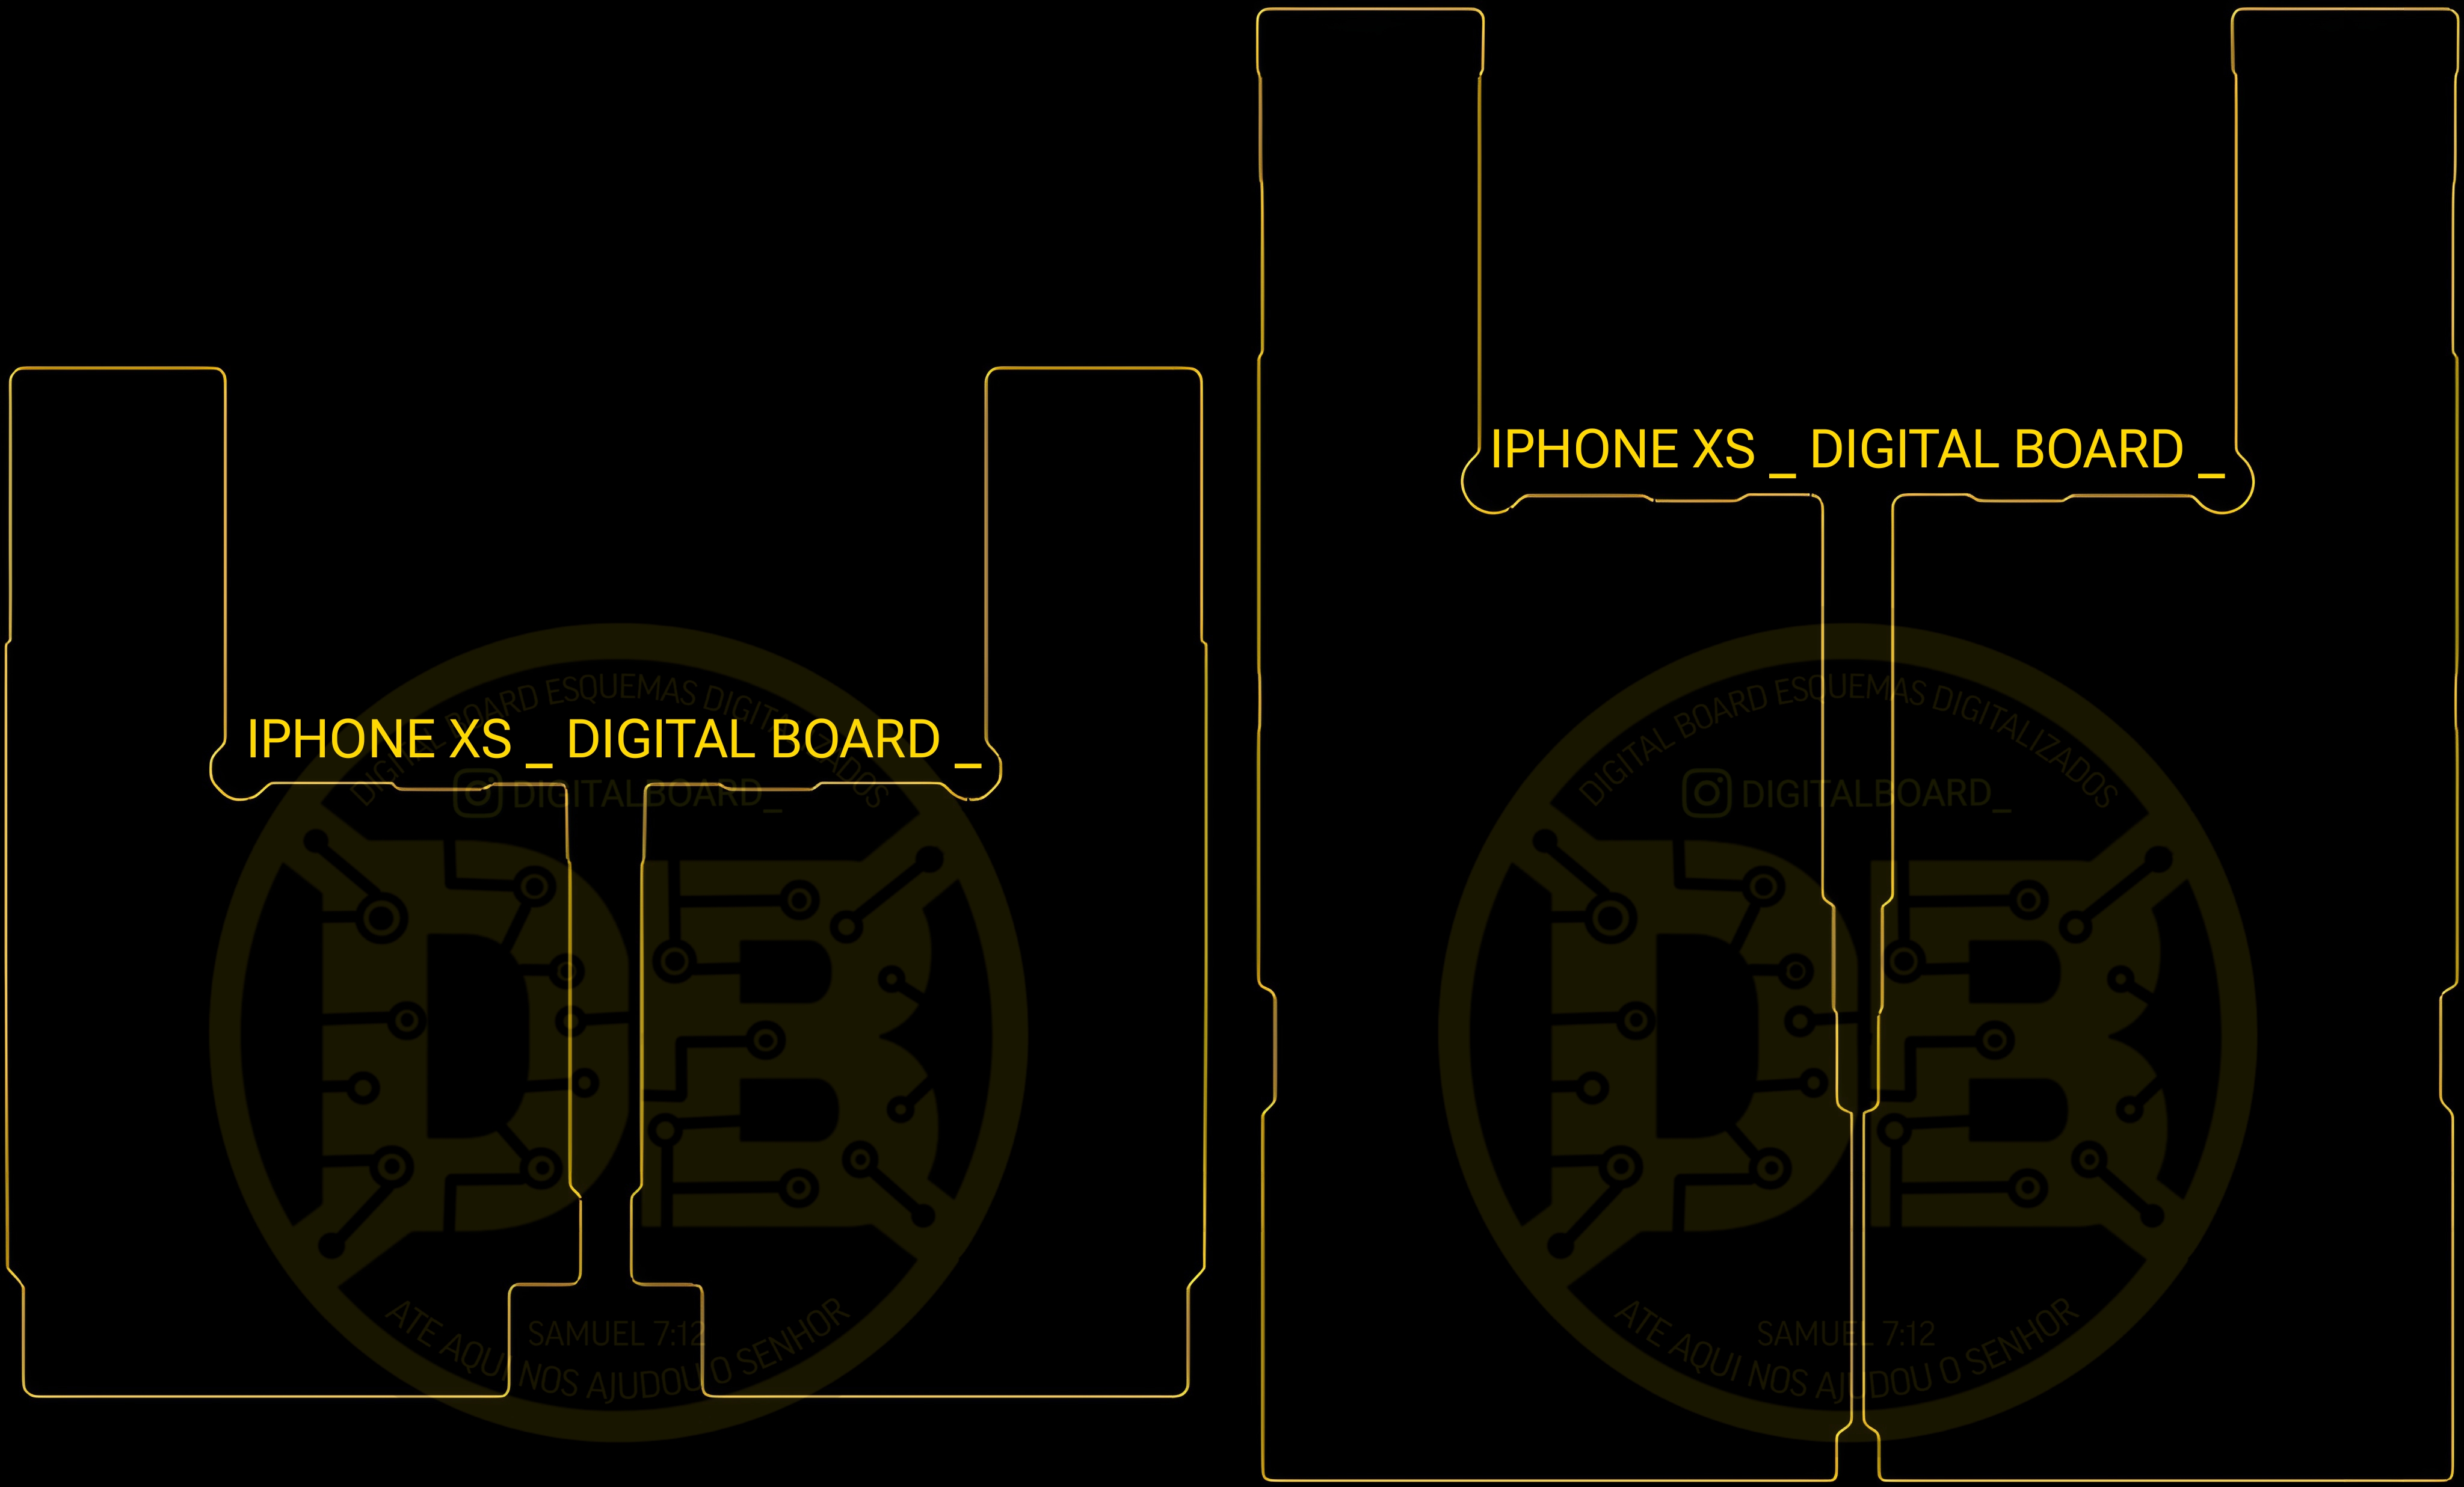 IPHONE XS _ DIGITAL BOARD _
IPHONE XS _ DIGITAL BOARD _
DIGITAL BOARD ESQUEMAS DIGITALIZADOS
DIGITALBOARD_
SAMUEL 7:12
ATE AQUI NOS AJUDOU O SENHOR
DIGITAL BOARD ESQUEMAS DIGITALIZADOS
DIGITALBOARD_
SAMUEL 7:12
ATE AQUI NOS AJUDOU O SENHOR